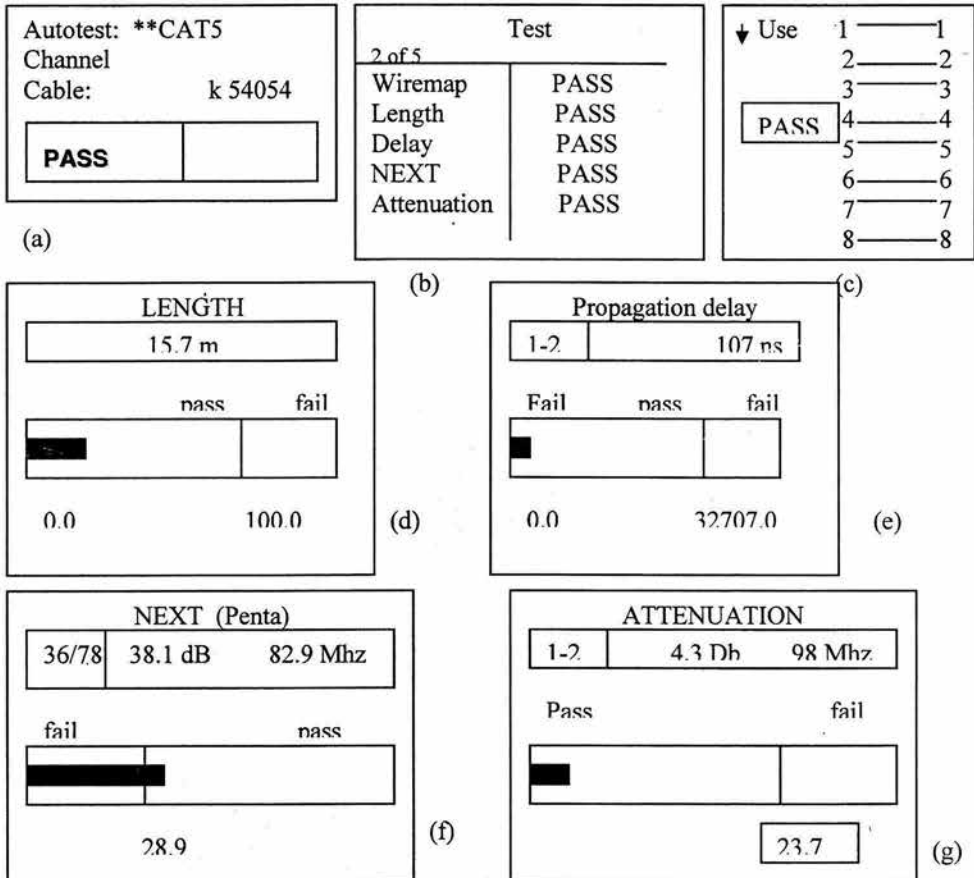 Autotest: **CAT5
Channel
Cable: k 54054
PASS
(a)
Test
2 of 5
Wiremap PASS
Length PASS
Delay PASS
NEXT PASS
Attenuation PASS
(b)
Use 1 1
2 2
3 3
PASS 4 4
5 5
6 6
7 7
8 8
(c)
LENGTH
15.7 m
pass fail
0.0 100.0
(d)
Propagation delay
1-2 107 ns
Fail pass fail
0.0 32707.0
(e)
NEXT (Penta)
36/78 38.1 dB 82.9 Mhz
fail pass
28.9
(f)
ATTENUATION
1-2 4.3 Db 98 Mhz
Pass fail
23.7
(g)